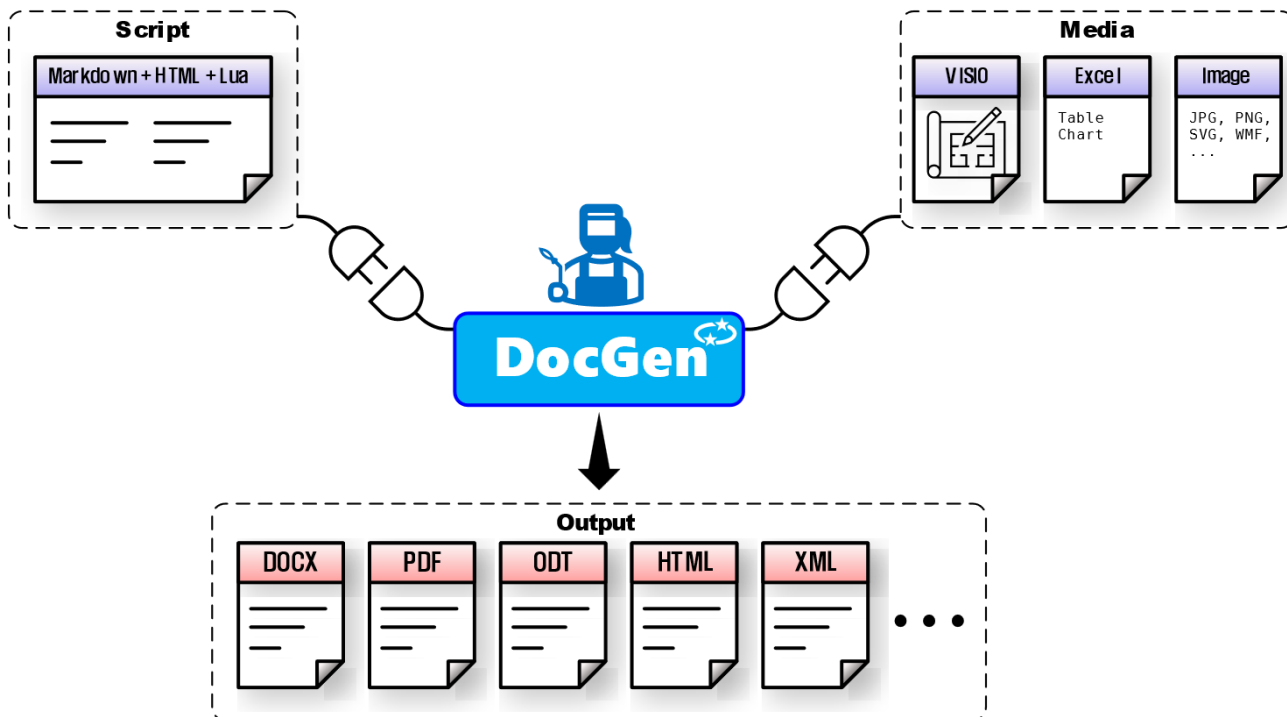 Script
Markdown + HTML + Lua
Media
VISIO
Excel
Table
Chart
Image
JPG, PNG,
SVG, WMF,
...
DocGen
Output
DOCX
PDF
ODT
HTML
XML
• • •